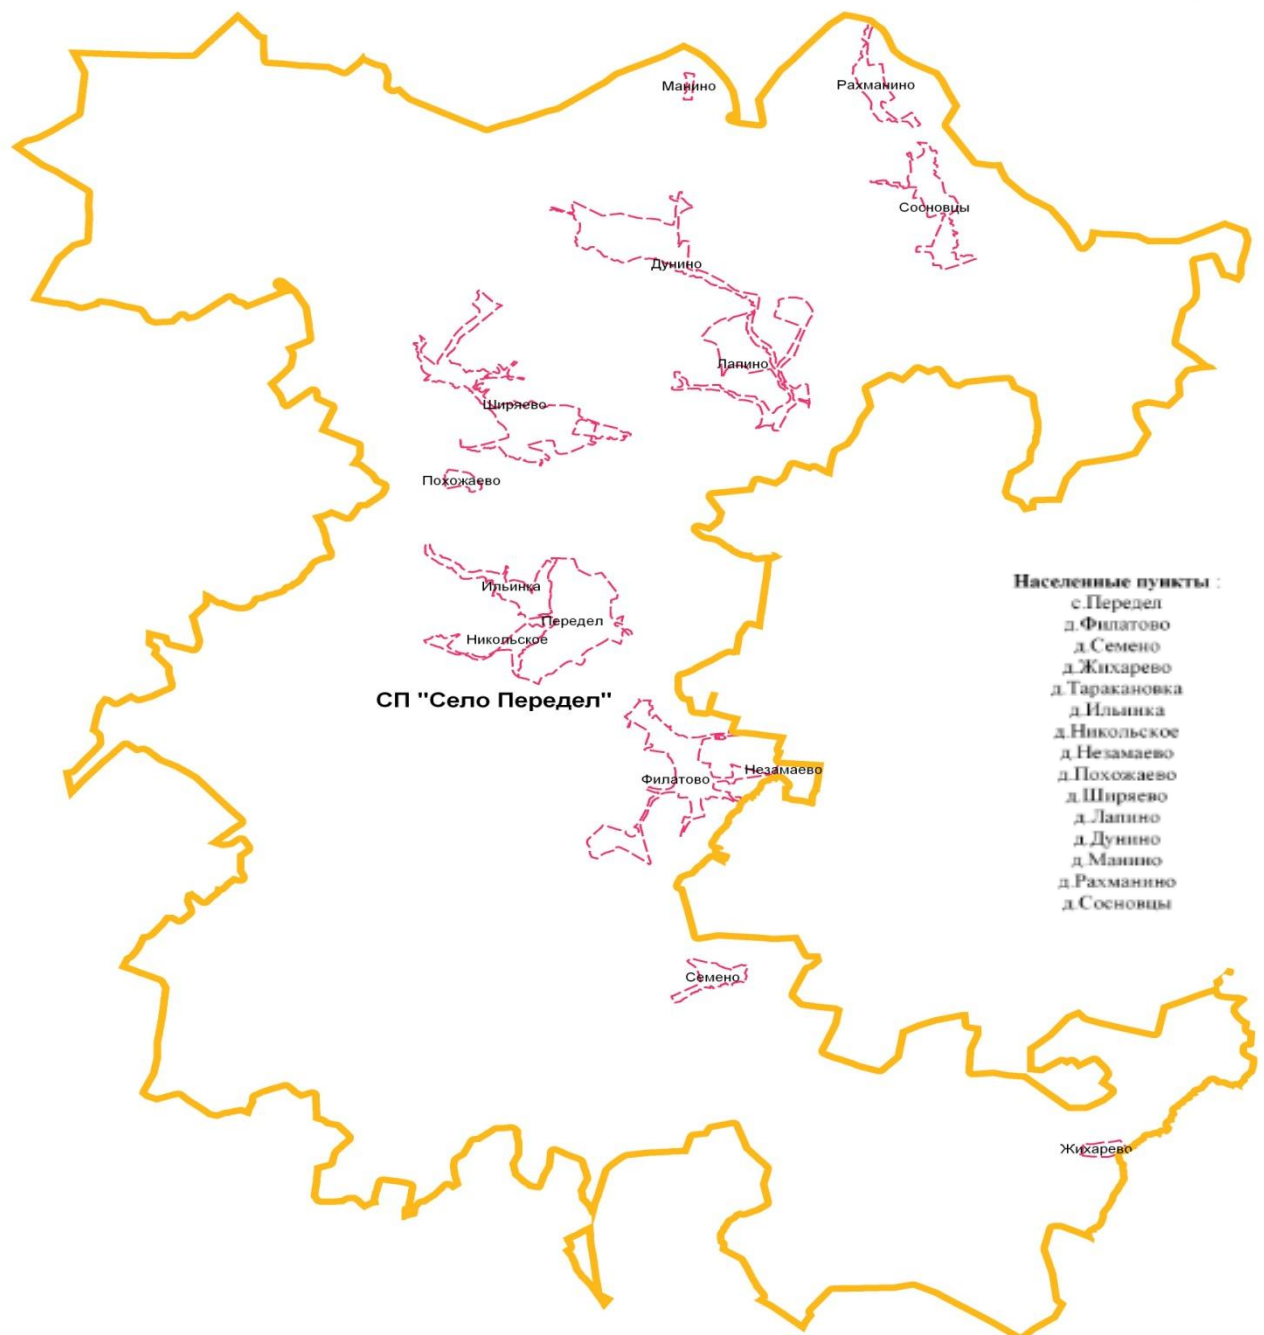 Манино
Рахманино
Сосновцы
Дунино
Лапино
Ширяево
Похожаево
Ильинка
Передел
Никольское
СП "Село Передел"
Незамаево
Филатово
Семено
Жихарево
Населенные пункты :
с.Передел
д.Филатово
д.Семено
д.Жихарево
д.Таракановка
д.Ильинка
д.Никольское
д.Незамаево
д.Похожаево
д.Ширяево
д.Лапино
д.Дунино
д.Манино
д.Рахманино
д.Сосновцы